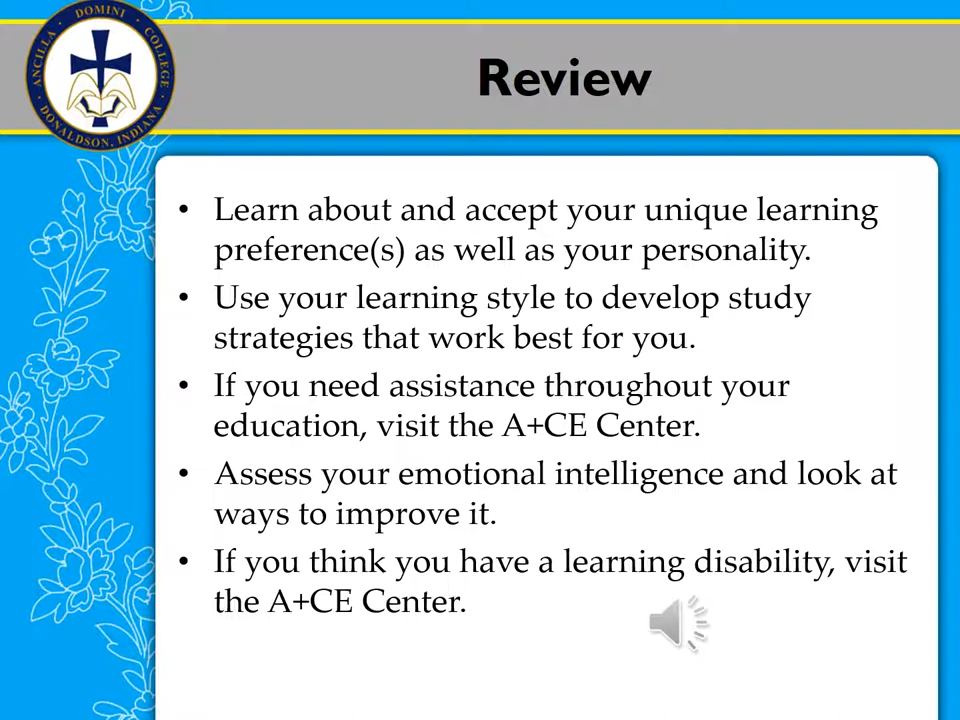 ANCILLA DOMINI COLLEGE
DONALDSON, INDIANA
Review
• Learn about and accept your unique learning
preference(s) as well as your personality.
• Use your learning style to develop study
strategies that work best for you.
• If you need assistance throughout your
education, visit the A+CE Center.
• Assess your emotional intelligence and look at
ways to improve it.
• If you think you have a learning disability, visit
the A+CE Center.